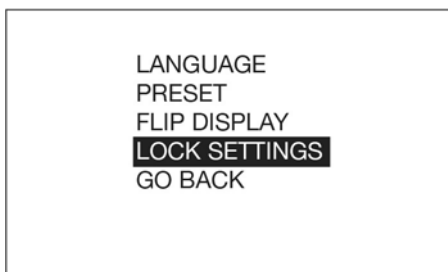 LANGUAGE
PRESET
FLIP DISPLAY
LOCK SETTINGS
GO BACK